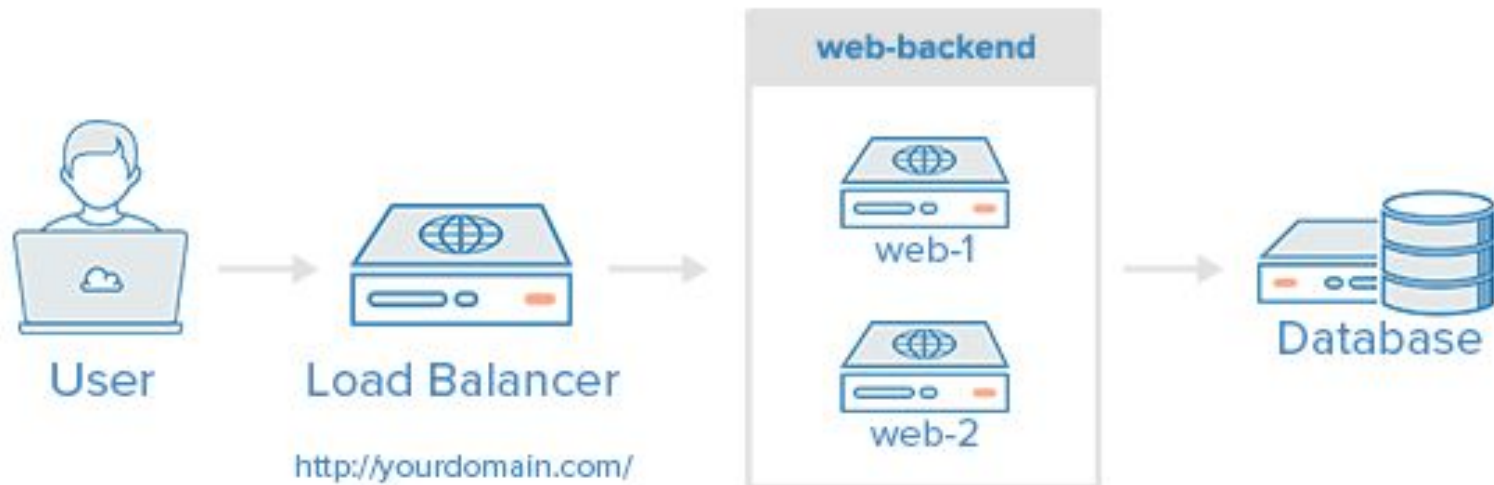 web-backend
web-1
web-2
User
Load Balancer
http://yourdomain.com/
Database